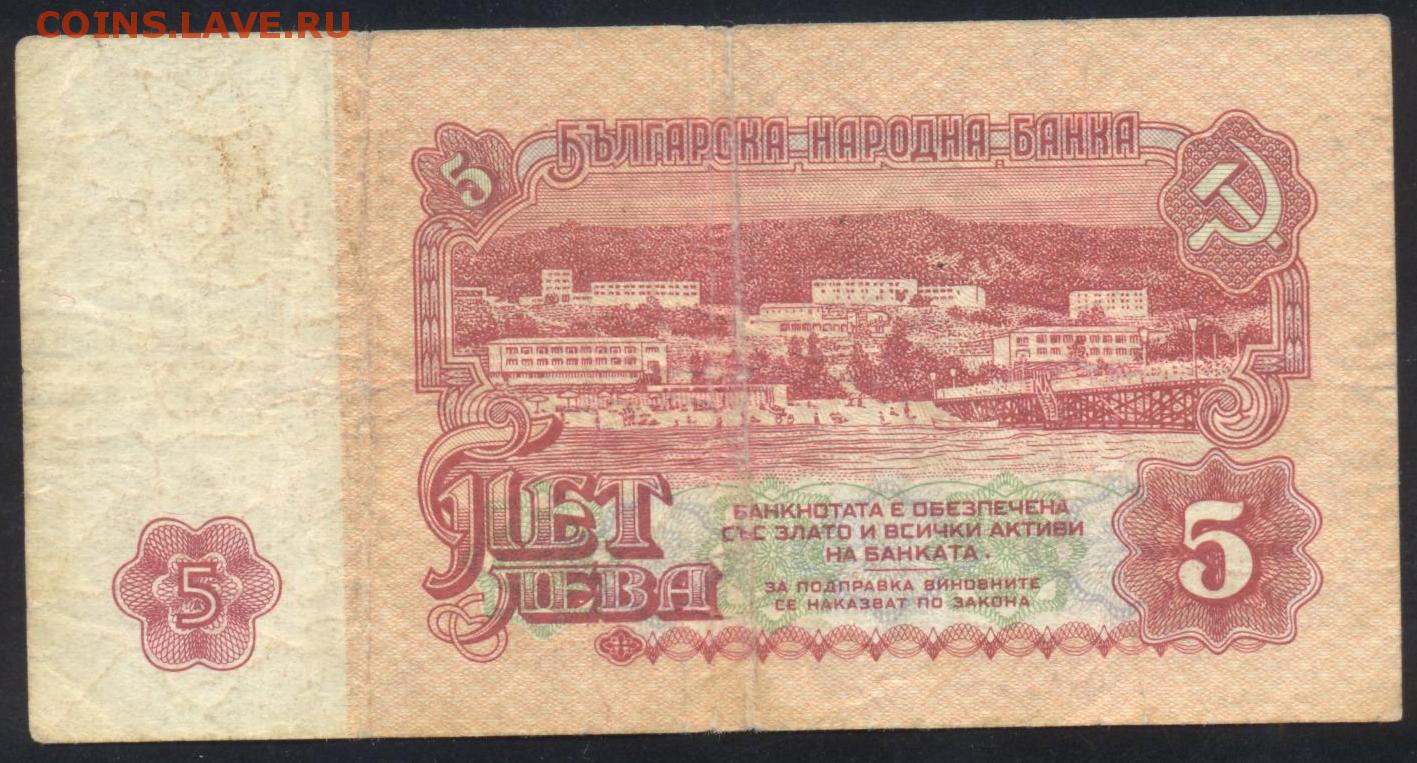 COINS.LAVE.RU
5
БЪЛГАРСКА НАРОДНА БАНКА
ПЕТ
ЛЕВА
БАНКНОТАТА Е ОБЕЗПЕЧЕНА
СЪС ЗЛАТО И ВСИЧКИ АКТИВИ
НА БАНКАТА.
ЗА ПОДПРАВКА ВИНОВНИТЕ
СЕ НАКАЗВАТ ПО ЗАКОНА
5
5